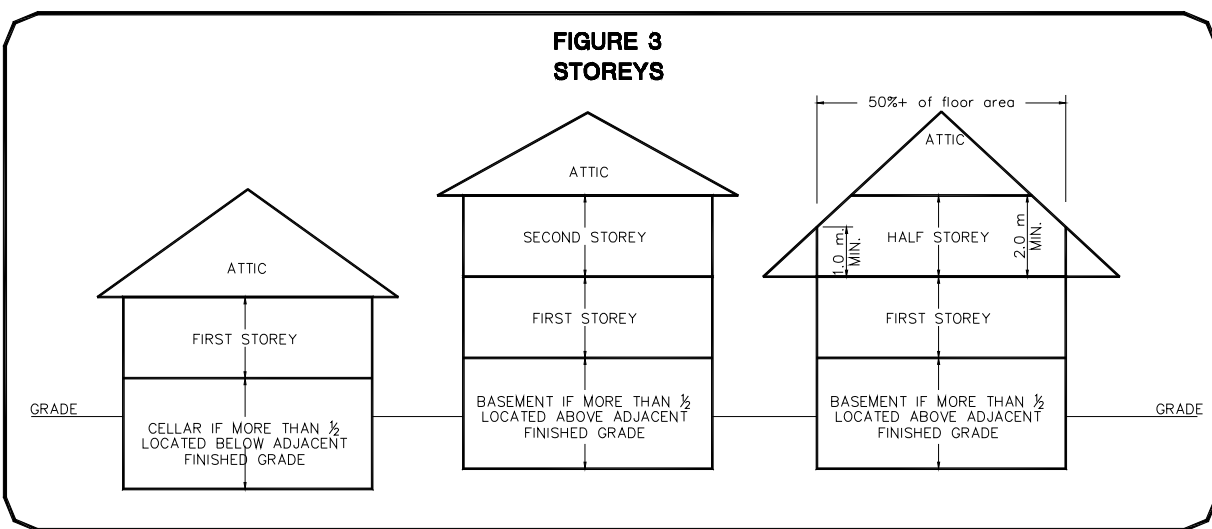 FIGURE 3
STOREYS
ATTIC
FIRST STOREY
GRADE
CELLAR IF MORE THAN ½
LOCATED BELOW ADJACENT
FINISHED GRADE
ATTIC
SECOND STOREY
FIRST STOREY
BASEMENT IF MORE THAN ½
LOCATED ABOVE ADJACENT
FINISHED GRADE
50%+ of floor area
ATTIC
1.0 m.
MIN.
HALF STOREY
2.0 m
MIN.
FIRST STOREY
BASEMENT IF MORE THAN ½
LOCATED ABOVE ADJACENT
FINISHED GRADE
GRADE